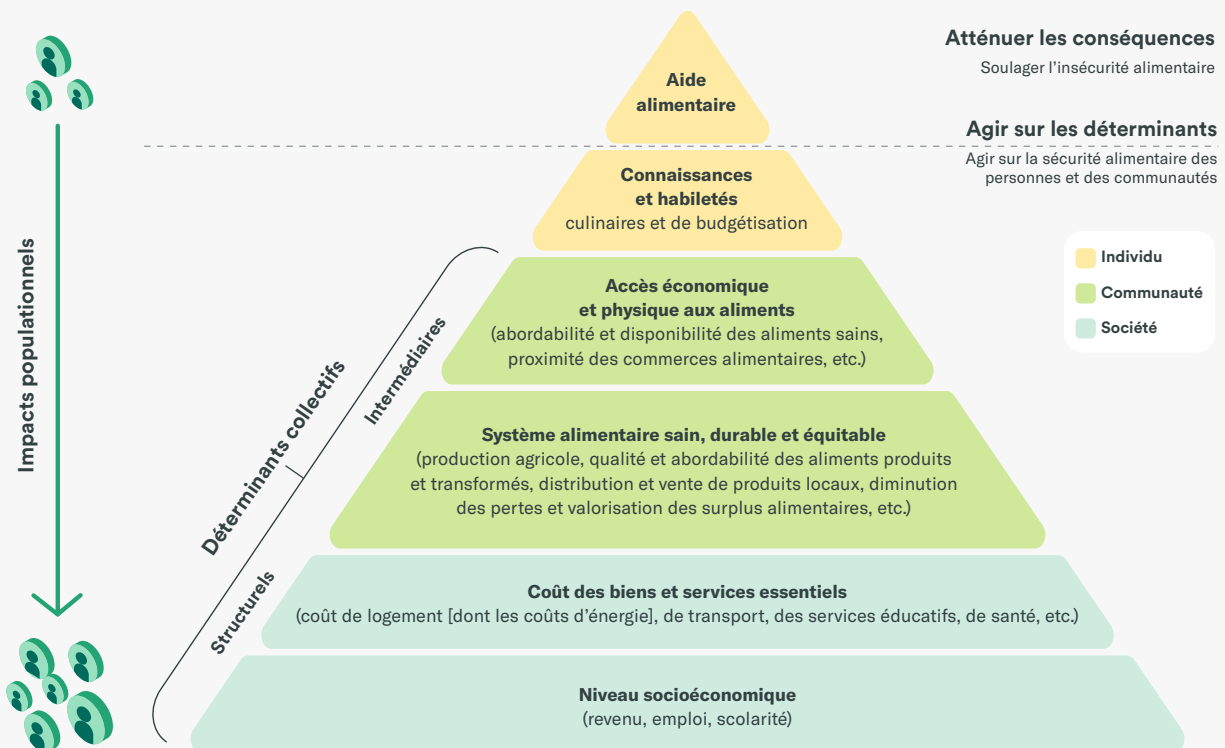 Atténuer les conséquences
Soulager l'insécurité alimentaire
Aide
alimentaire
Agir sur les déterminants
Agir sur la sécurité alimentaire des
personnes et des communautés
Connaissances
et habiletés
culinaires et de budgétisation
Individu
Communauté
Société
Impacts populationnels
Déterminants collectifs
Intermédiaires
Structurels
Accès économique
et physique aux aliments
(abordabilité et disponibilité des aliments sains,
proximité des commerces alimentaires, etc.)
Système alimentaire sain, durable et équitable
(production agricole, qualité et abordabilité des aliments produits
et transformés, distribution et vente de produits locaux, diminution
des pertes et valorisation des surplus alimentaires, etc.)
Coût des biens et services essentiels
(coût de logement [dont les coûts d'énergie], de transport, des services éducatifs, de santé, etc.)
Niveau socioéconomique
(revenu, emploi, scolarité)